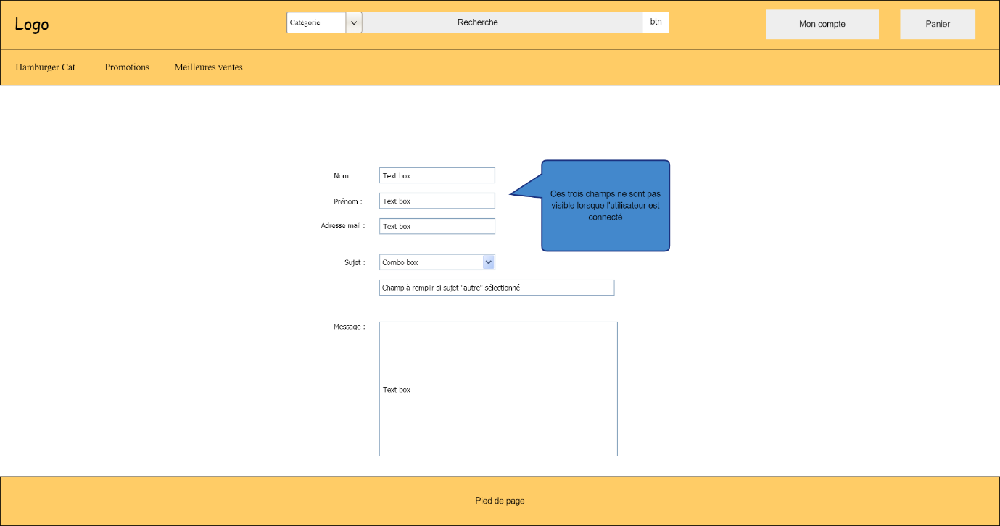 Logo
Catégorie
Recherche
btn
Mon compte
Panier
Hamburger Cat
Promotions
Meilleures ventes
Nom :
Text box
Prénom :
Text box
Adresse mail :
Text box
Ces trois champs ne sont pas
visible lorsque l'utilisateur est
connecté
Sujet :
Combo box
Champ à remplir si sujet "autre" sélectionné
Message :
Text box
Pied de page